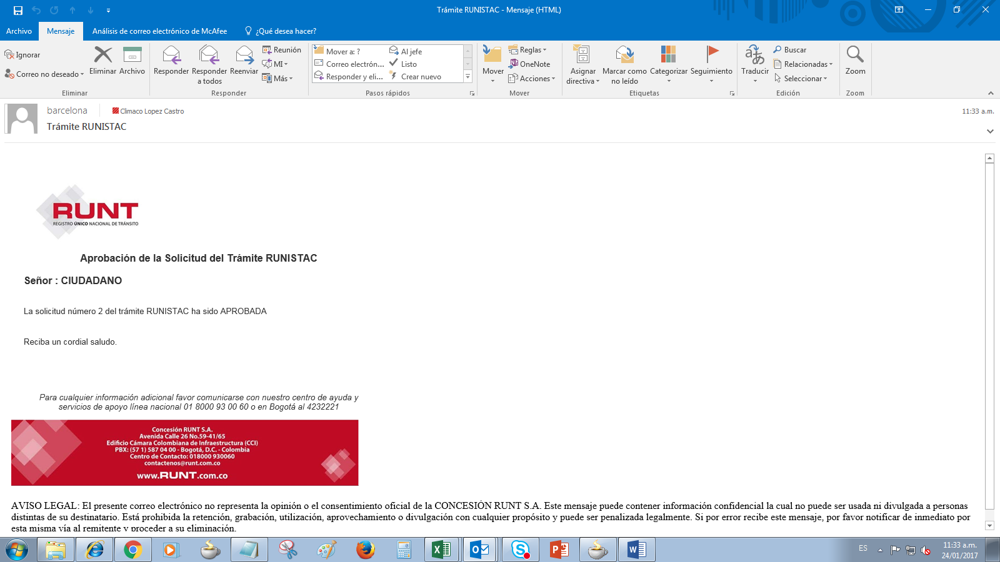 Trámite RUNISTAC - Mensaje (HTML)
Archivo Mensaje Análisis de correo electrónico de McAfee ¿Qué desea hacer?
Ignorar
Correo no deseado
Eliminar Archivo
Eliminar
Responder Responder a todos Reenviar
Reunión
MI
Más
Responder
Mover a: ? Al jefe
Correo electrón... Listo
Responder y eli... Crear nuevo
Pasos rápidos
Mover
Reglas
OneNote
Acciones
Mover
Asignar directiva Marcar como no leído Categorizar Seguimiento
Etiquetas
Traducir
Buscar
Relacionadas
Seleccionar
Edición
Zoom
Zoom
barcelona Climaco Lopez Castro 11:33 a.m.
Trámite RUNISTAC
RUNT
REGISTRO ÚNICO NACIONAL DE TRÁNSITO
Aprobación de la Solicitud del Trámite RUNISTAC
Señor : CIUDADANO
La solicitud número 2 del trámite RUNISTAC ha sido APROBADA
Reciba un cordial saludo.
Para cualquier información adicional favor comunicarse con nuestro centro de ayuda y
servicios de apoyo línea nacional 01 8000 93 00 60 o en Bogotá al 4232221
Concesión RUNT S.A.
Avenida Calle 26 No.59-41/65
Edificio Cámara Colombiana de Infraestructura (CCI)
PBX: (57 1) 587 04 00 - Bogotá, D.C. - Colombia
Centro de Contacto: 018000 930060
contactenos@runt.com.co
www.RUNT.com.co
AVISO LEGAL: El presente correo electrónico no representa la opinión o el consentimiento oficial de la CONCESIÓN RUNT S.A. Este mensaje puede contener información confidencial la cual no puede ser usada ni divulgada a personas
distintas de su destinatario. Está prohibida la retención, grabación, utilización, aprovechamiento o divulgación con cualquier propósito y puede ser penalizada legalmente. Si por error recibe este mensaje, por favor notificar de inmediato por
esta misma vía al remitente y proceder a su eliminación.
ES 11:33 a.m.
24/01/2017